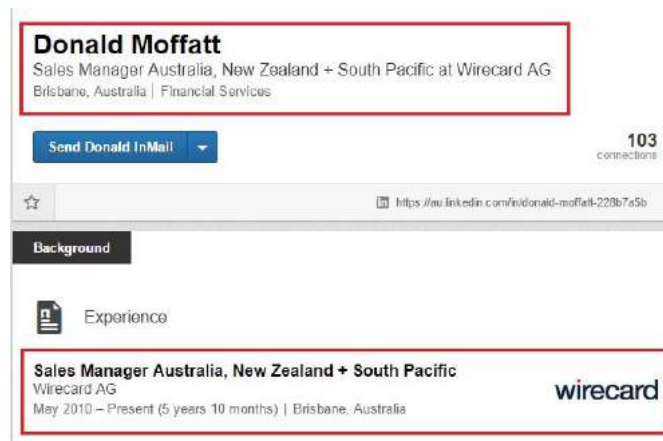 Donald Moffatt
Sales Manager Australia, New Zealand + South Pacific at Wirecard AG
Brisbane, Australia | Financial Services
Send Donald InMail
103
connections
https://au.linkedin.com/in/donald-moffatt-228b7a5b
Background
Experience
Sales Manager Australia, New Zealand + South Pacific
Wirecard AG
wirecard
May 2010 – Present (5 years 10 months) | Brisbane, Australia